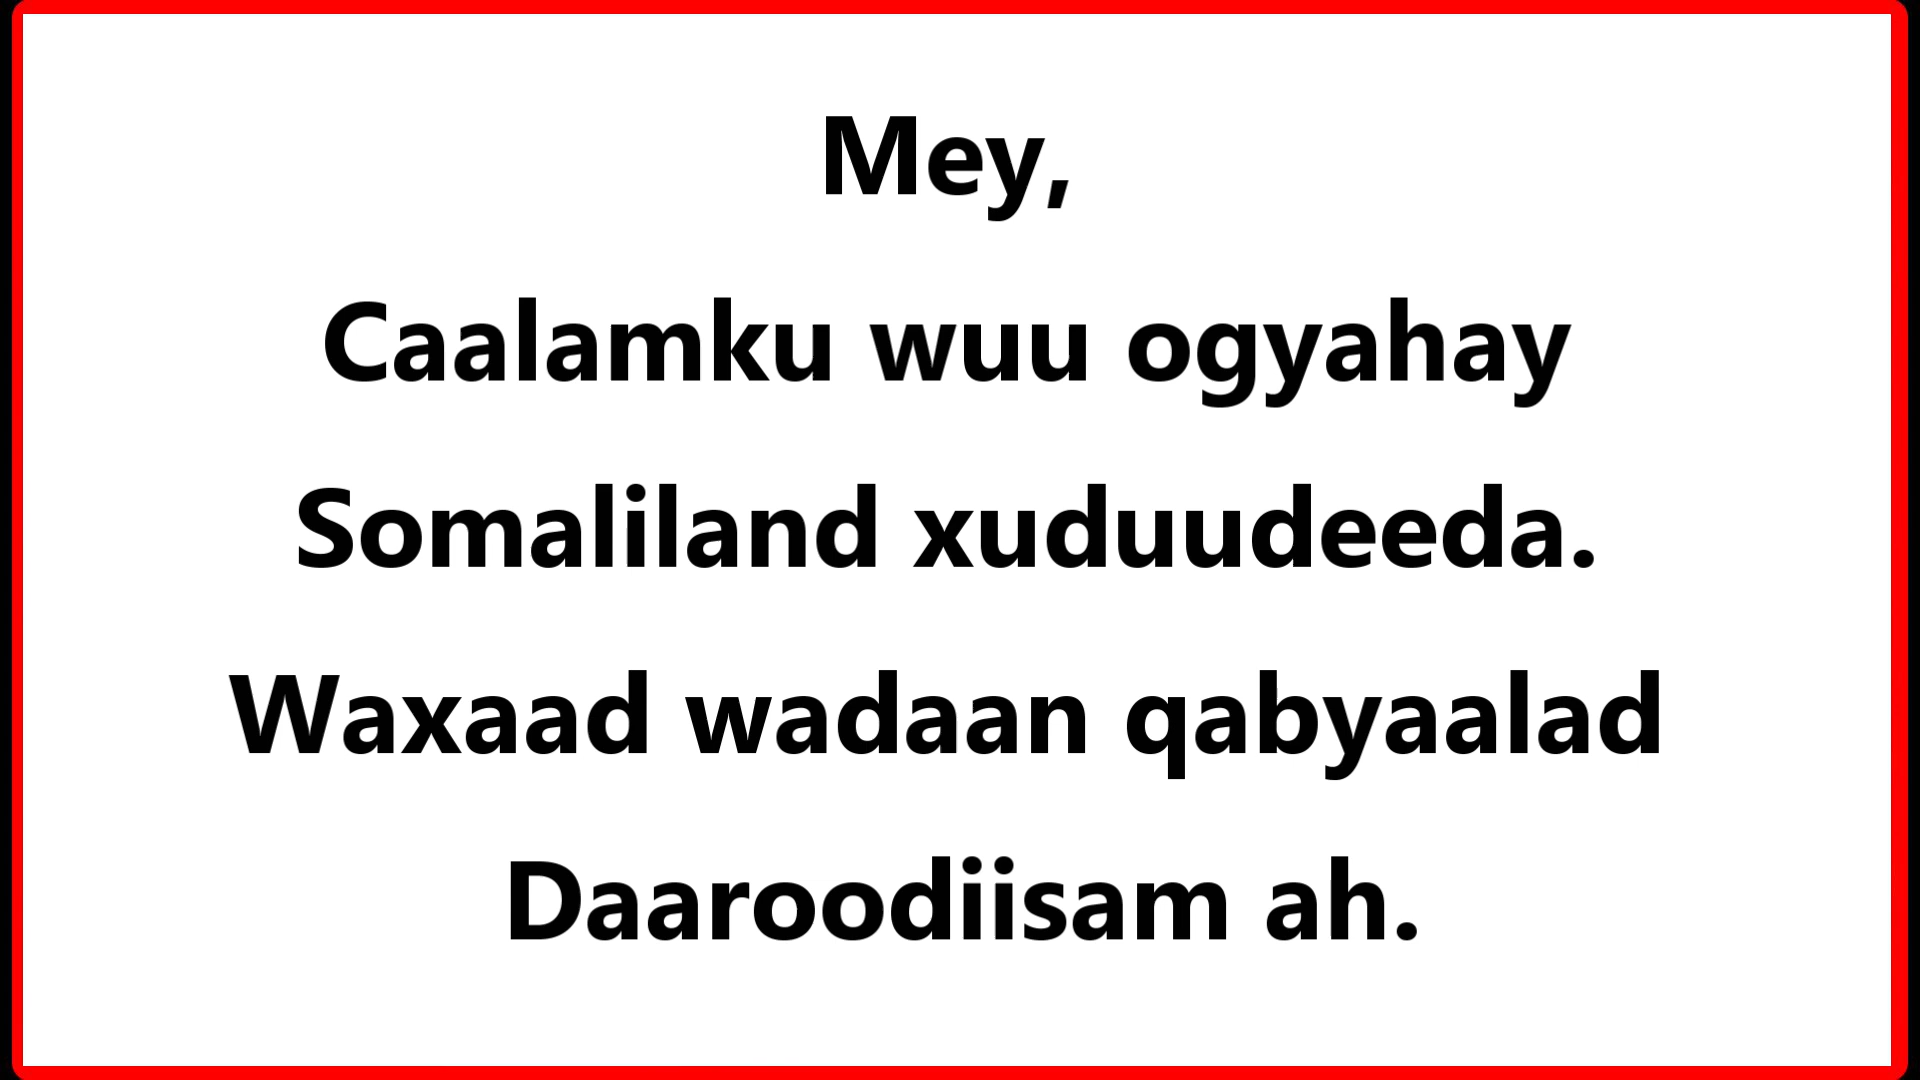 Mey,
Caalamku wuu ogyahay
Somaliland xuduudeeda.
Waxaad wadaan qabyaalad
Daaroodiisam ah.